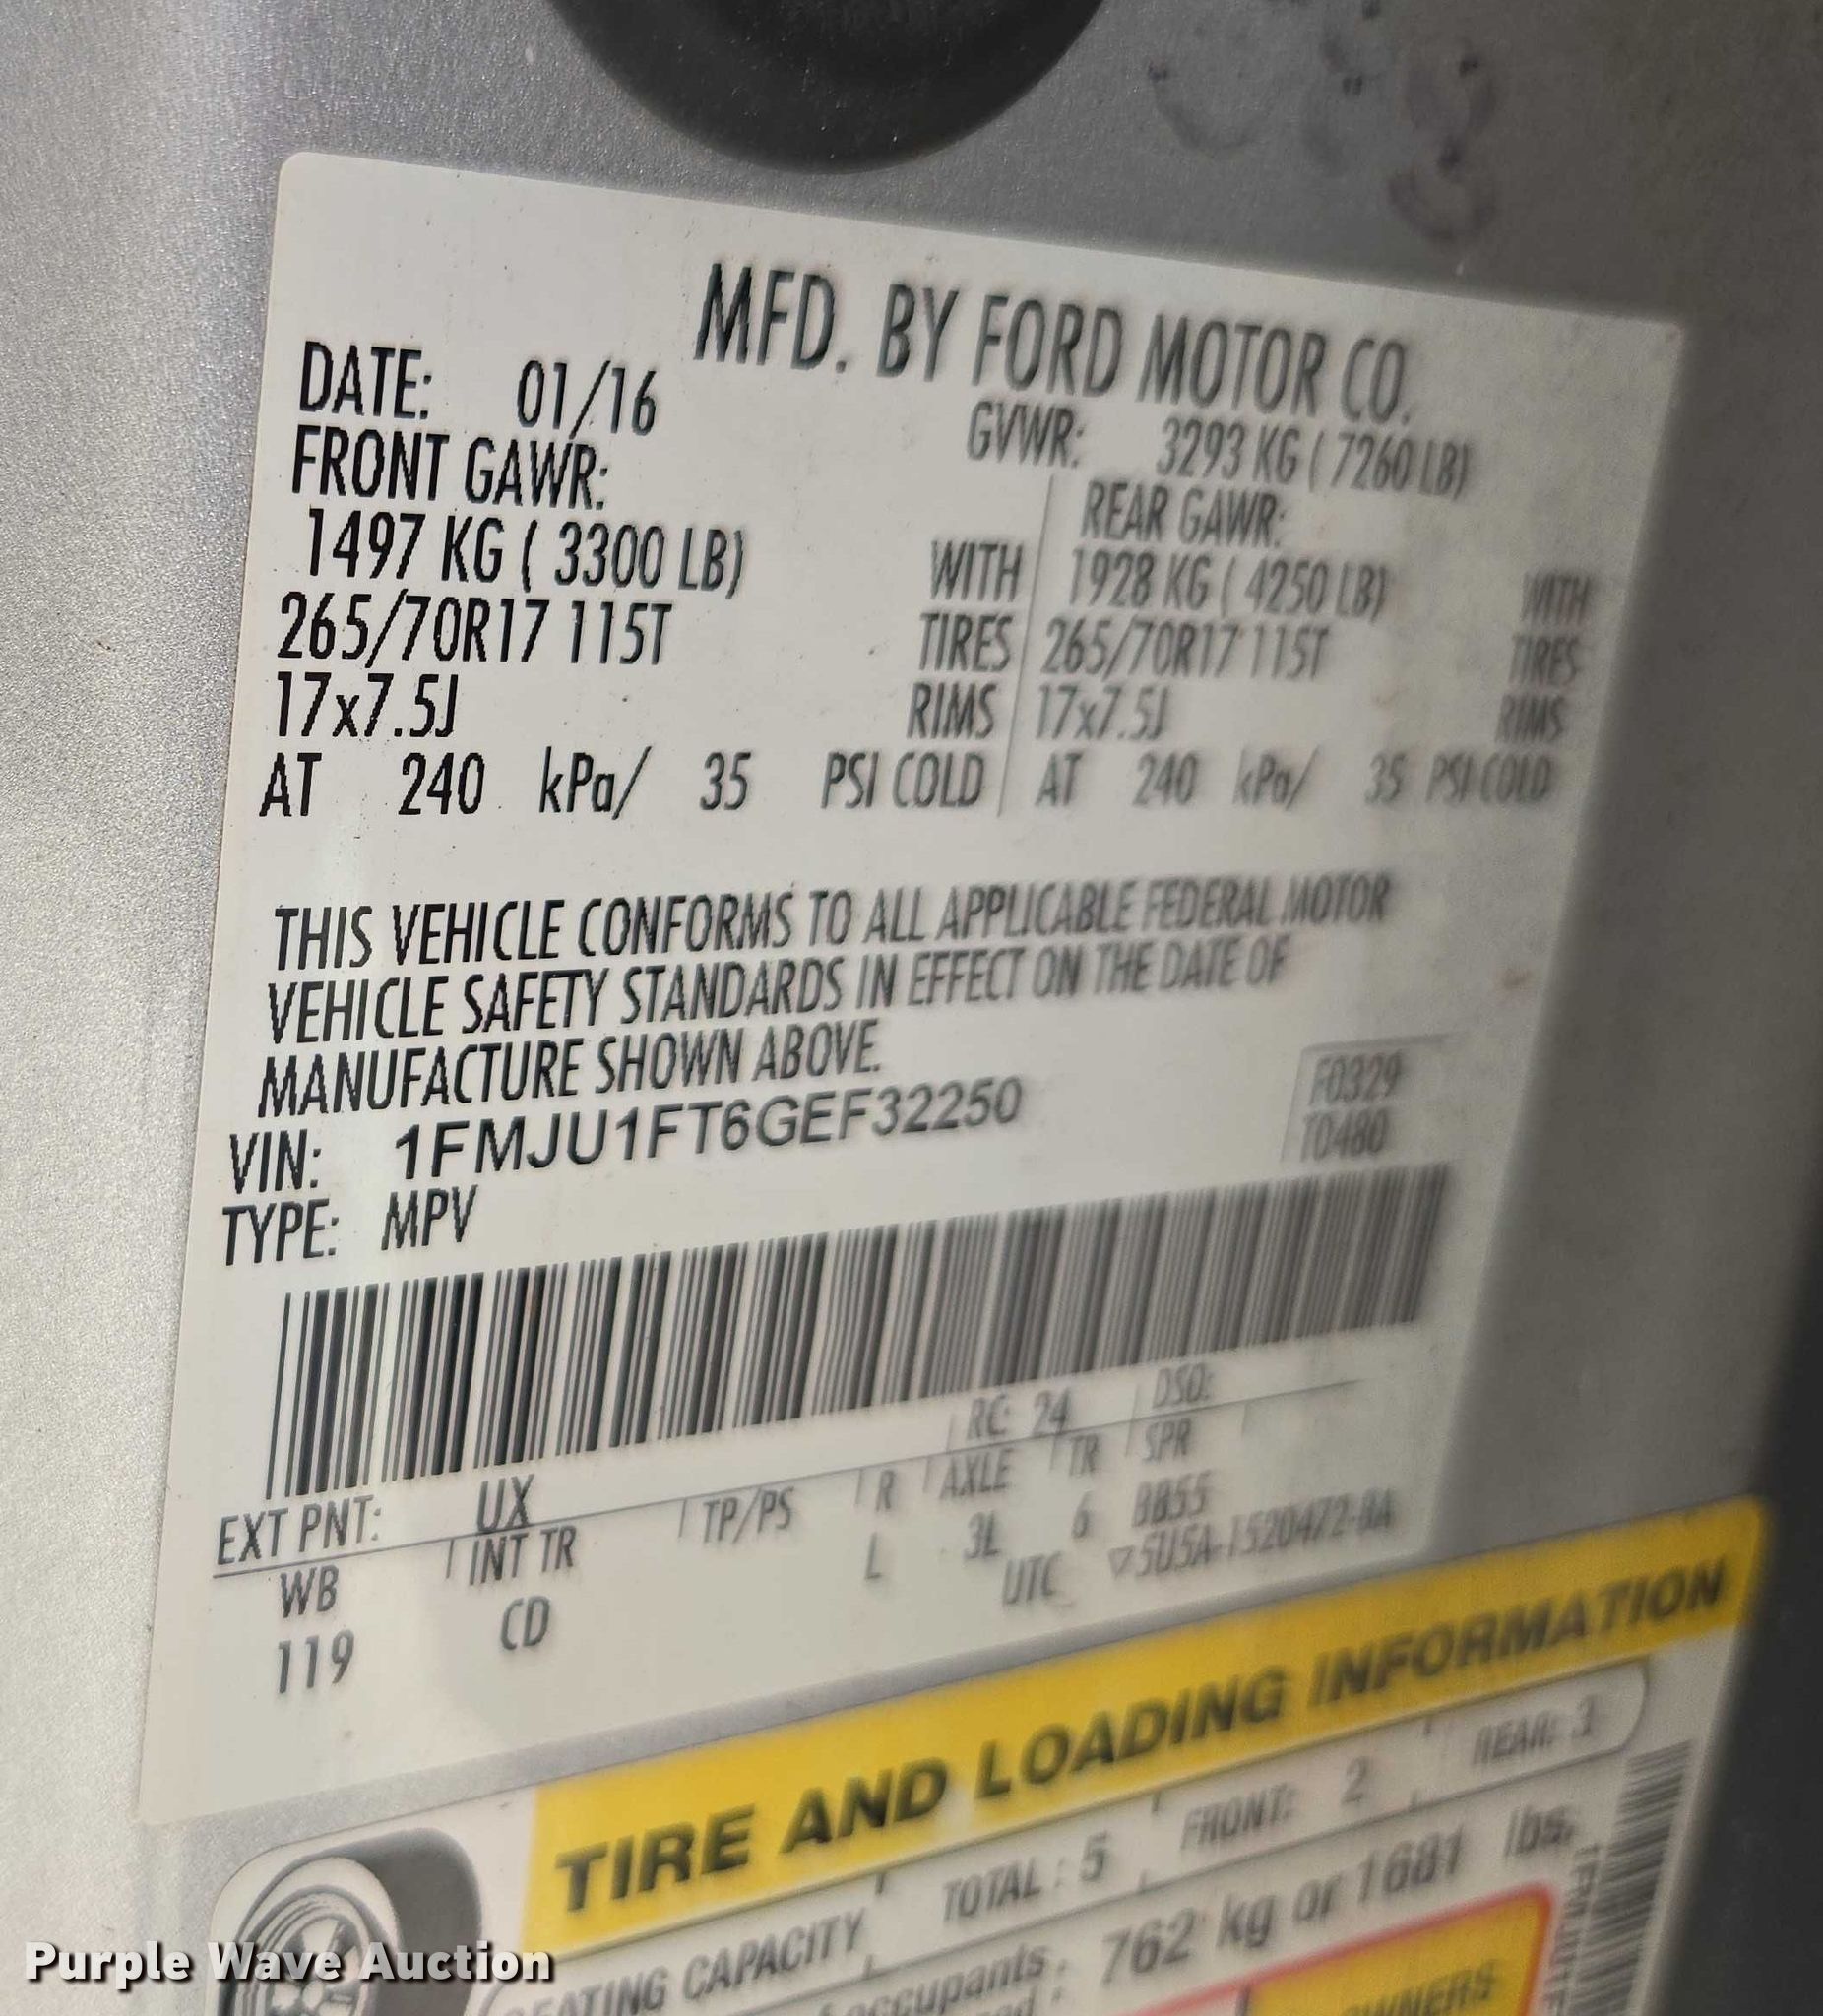 MFD. BY FORD MOTOR CO.
DATE: 01/16
GVWR: 3293 KG ( 7260 LB)
FRONT GAWR:
REAR GAWR:
1497 KG ( 3300 LB) WITH
1928 KG ( 4250 LB) WITH
265/70R17 115T TIRES
265/70R17 115T TIRES
17x7.5J RIMS
17x7.5J RIMS
AT 240 kPa/ 35 PSI COLD
AT 240 kPa/ 35 PSI COLD
THIS VEHICLE CONFORMS TO ALL APPLICABLE FEDERAL MOTOR
VEHICLE SAFETY STANDARDS IN EFFECT ON THE DATE OF
MANUFACTURE SHOWN ABOVE.
F0329
VIN: 1FMJU1FT6GEF32250
T0480
TYPE: MPV
EXT PNT: UX RC: 24 DSO:
WB INT TR TP/PS R AXLE TR SPR
119 CD L 3L 6 BB55
UTC ▽5U5A-1520472-BA
TIRE AND LOADING INFORMATION
SEATING CAPACITY TOTAL : 5 FRONT: 2 REAR: 3
occupants 762 kg or 1681 lbs.
OWNERS
Purple Wave Auction